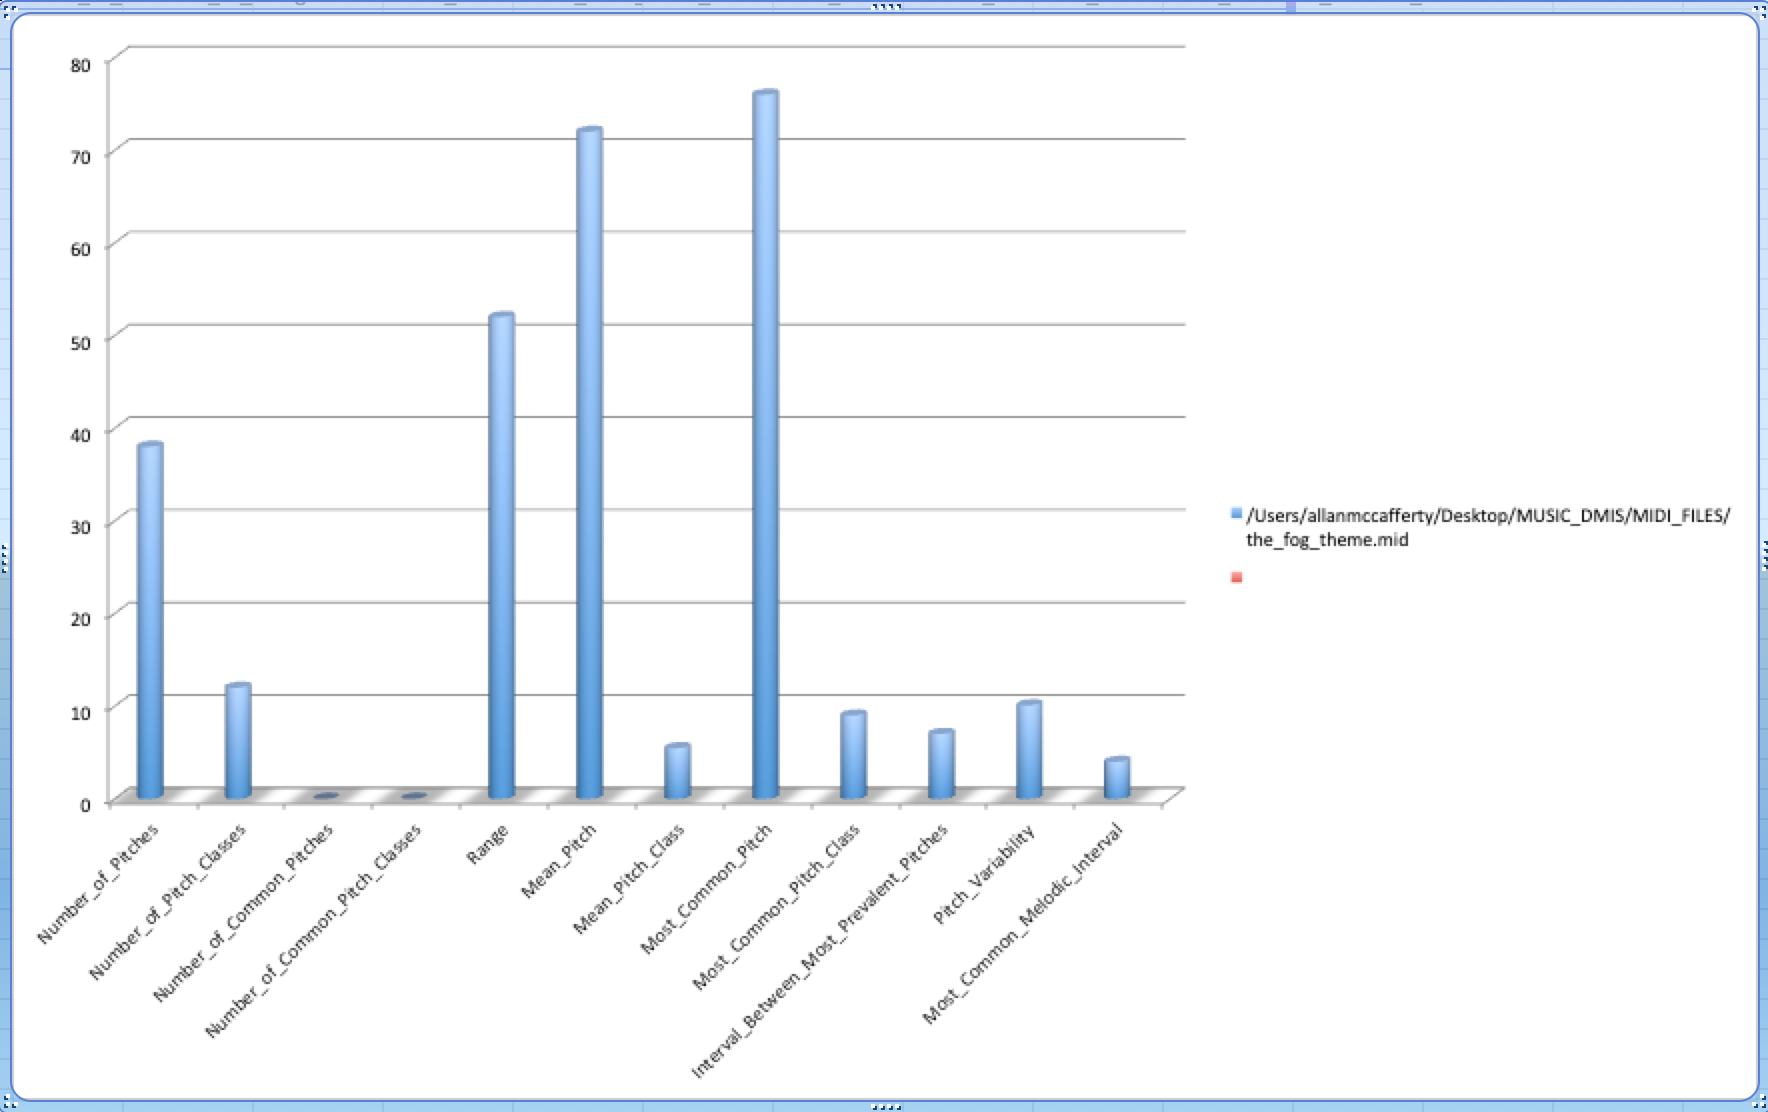 80
70
60
50
40
30
20
10
0
Number_of_Pitches
Number_of_Pitch_Classes
Number_of_Common_Pitches
Number_of_Common_Pitch_Classes
Range
Mean_Pitch
Mean_Pitch_Class
Most_Common_Pitch
Most_Common_Pitch_Class
Interval_Between_Most_Prevalent_Pitches
Pitch_Variability
Most_Common_Melodic_Interval
/Users/allanmccafferty/Desktop/MUSIC_DMIS/MIDI_FILES/
the_fog_theme.mid